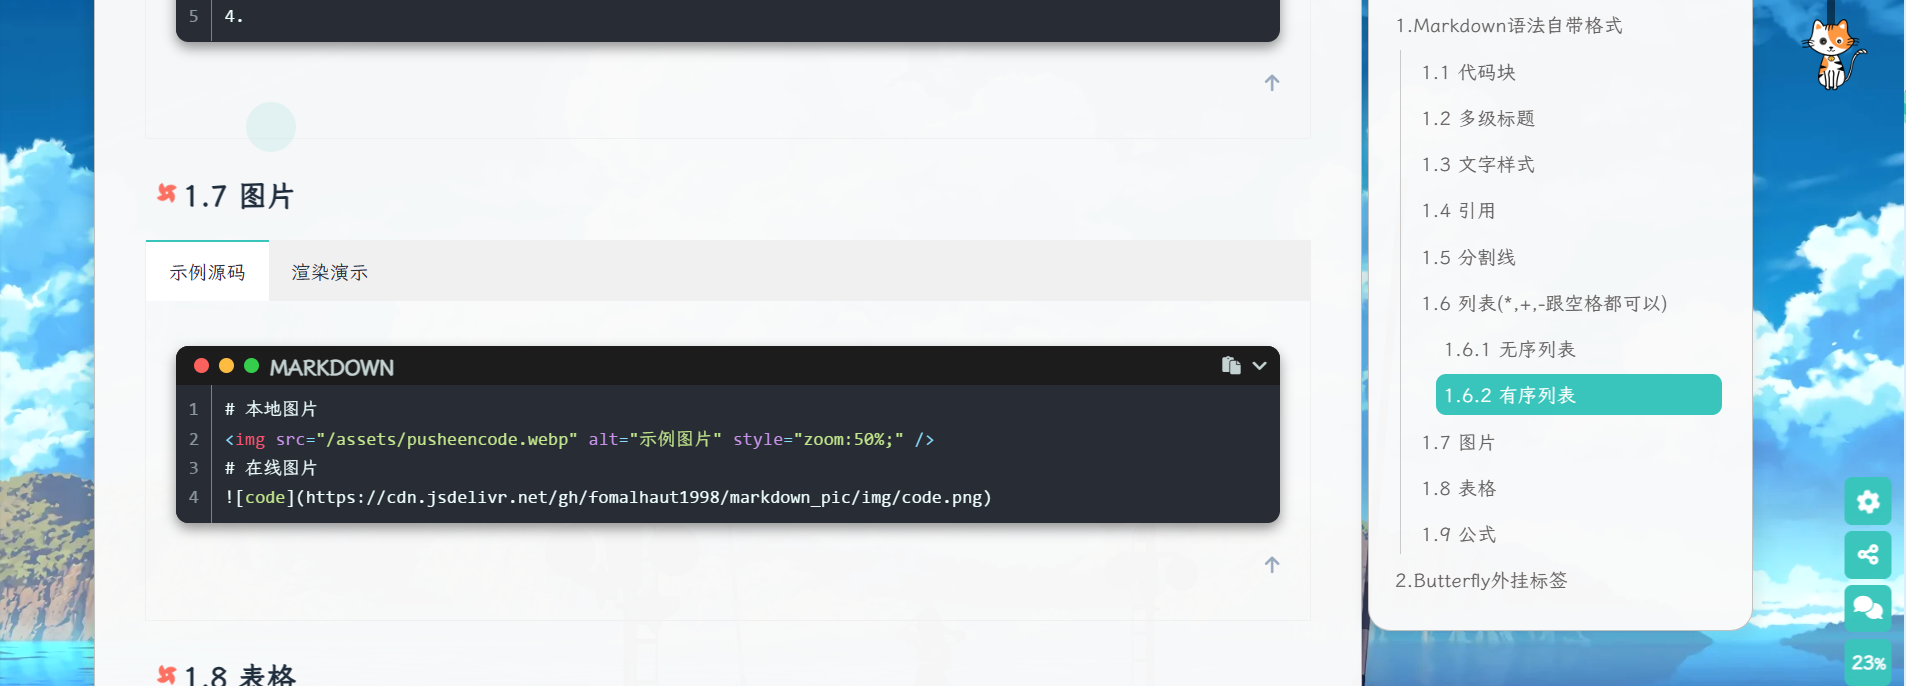 5 4.
1.7 图片
示例源码 渲染演示
MARKDOWN
1 # 本地图片
2 <img src="/assets/pusheencode.webp" alt="示例图片" style="zoom:50%;" />
3 # 在线图片
4 ![code](https://cdn.jsdelivr.net/gh/fomalhaut1998/markdown_pic/img/code.png)
1.8 表格
1.Markdown语法自带格式
1.1 代码块
1.2 多级标题
1.3 文字样式
1.4 引用
1.5 分割线
1.6 列表(*,+,-跟空格都可以)
1.6.1 无序列表
1.6.2 有序列表
1.7 图片
1.8 表格
1.9 公式
2.Butterfly外挂标签
23%